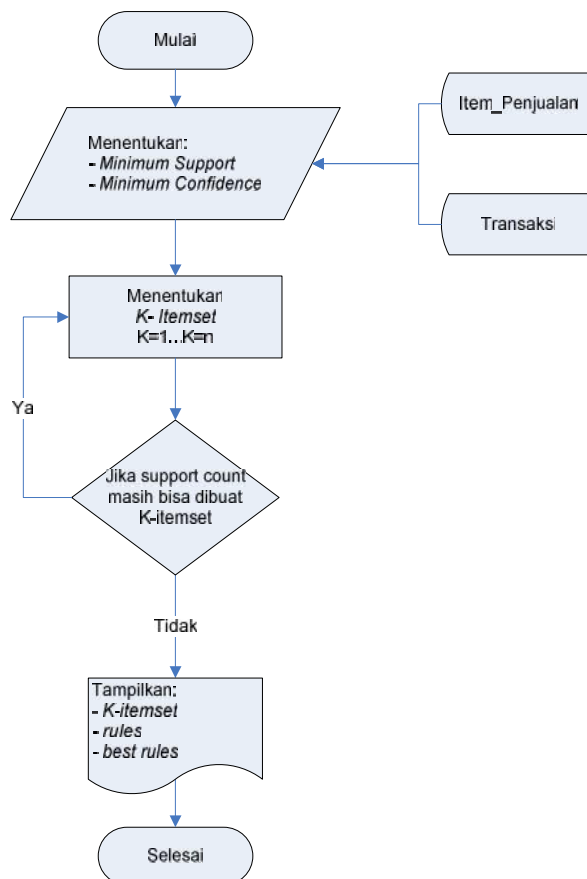 Mulai
Item_Penjualan
Menentukan:
- Minimum Support
- Minimum Confidence
Transaksi
Menentukan
K- Itemset
K=1...K=n
Ya
Jika support count
masih bisa dibuat
K-itemset
Tidak
Tampilkan:
- K-itemset
- rules
- best rules
Selesai